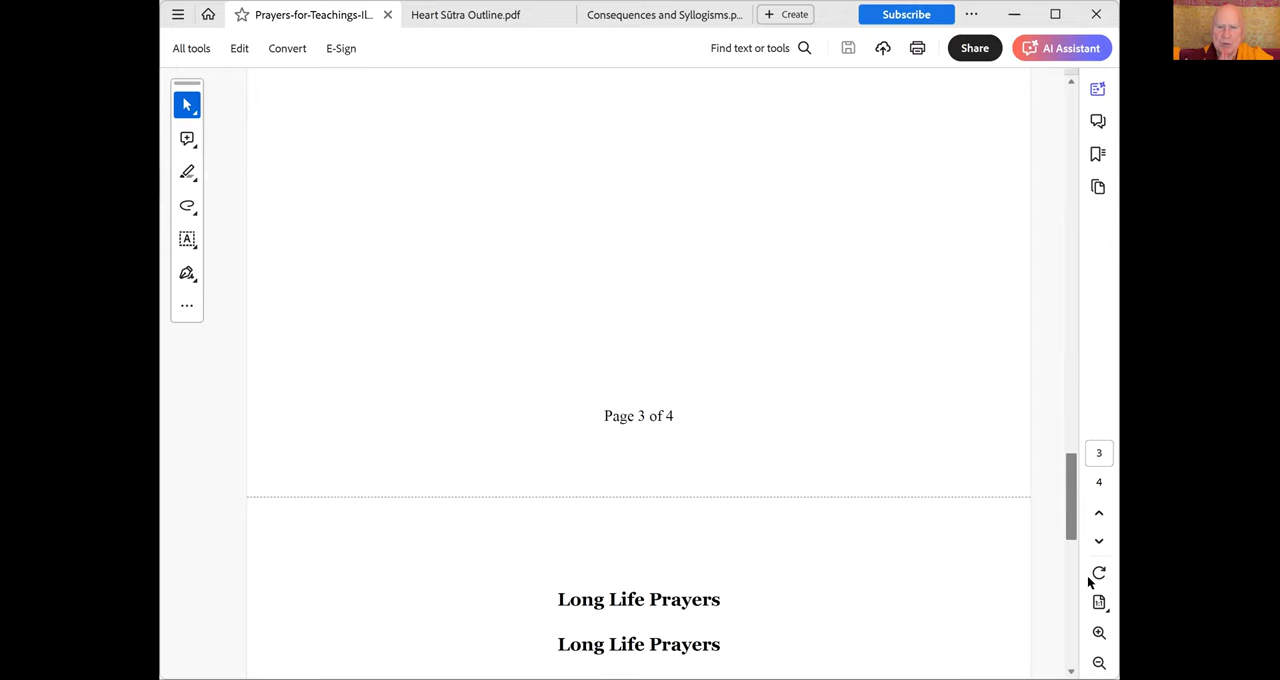 Prayers-for-Teachings-IL...
Heart Sūtra Outline.pdf
Consequences and Syllogisms.p...
+ Create
Subscribe
All tools
Edit
Convert
E-Sign
Find text or tools
Share
AI Assistant
Page 3 of 4
3
4
Long Life Prayers
Long Life Prayers